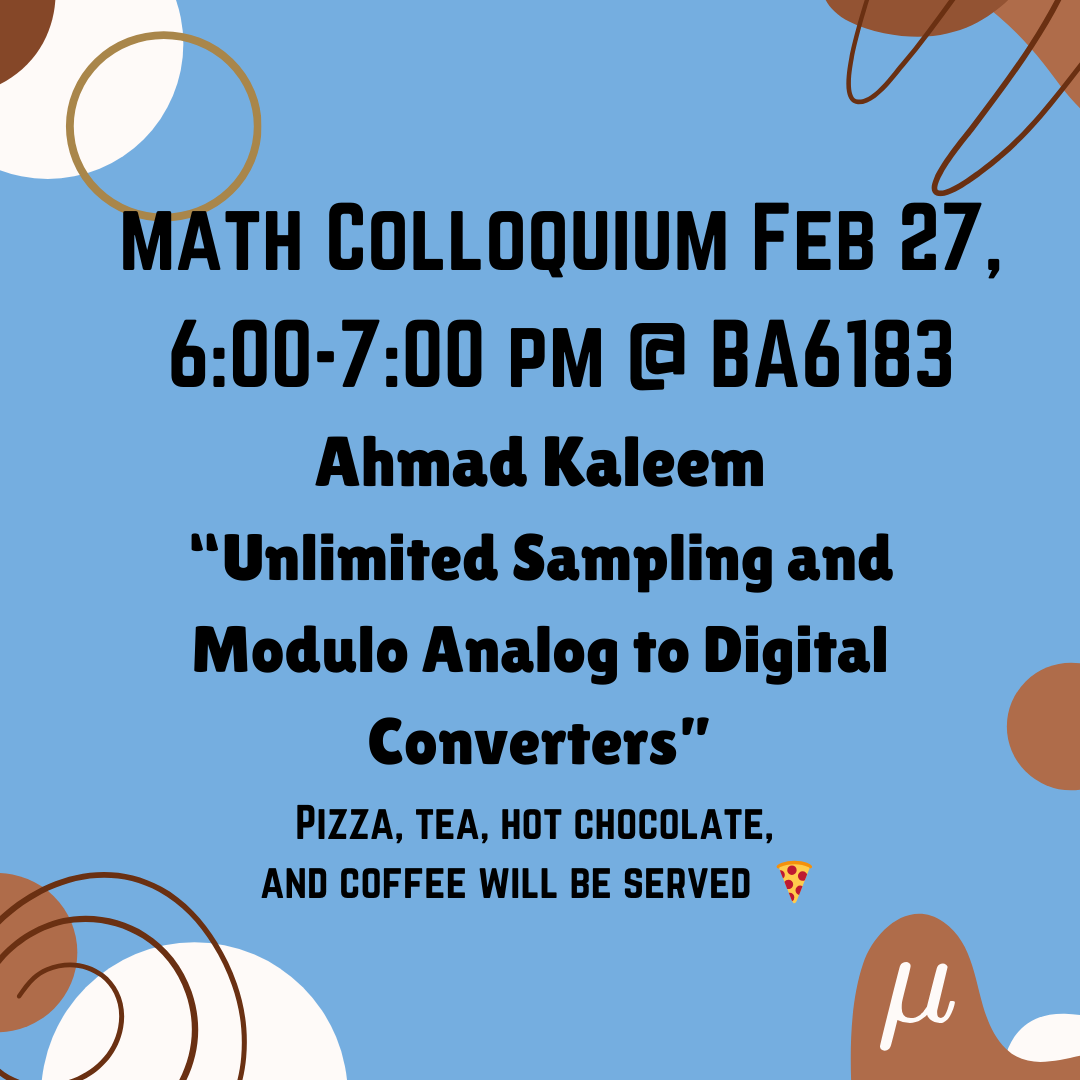 math Colloquium Feb 27,
6:00-7:00 pm @ BA6183
Ahmad Kaleem
“Unlimited Sampling and
Modulo Analog to Digital
Converters”
Pizza, tea, hot chocolate,
and coffee will be served 🍕
μ